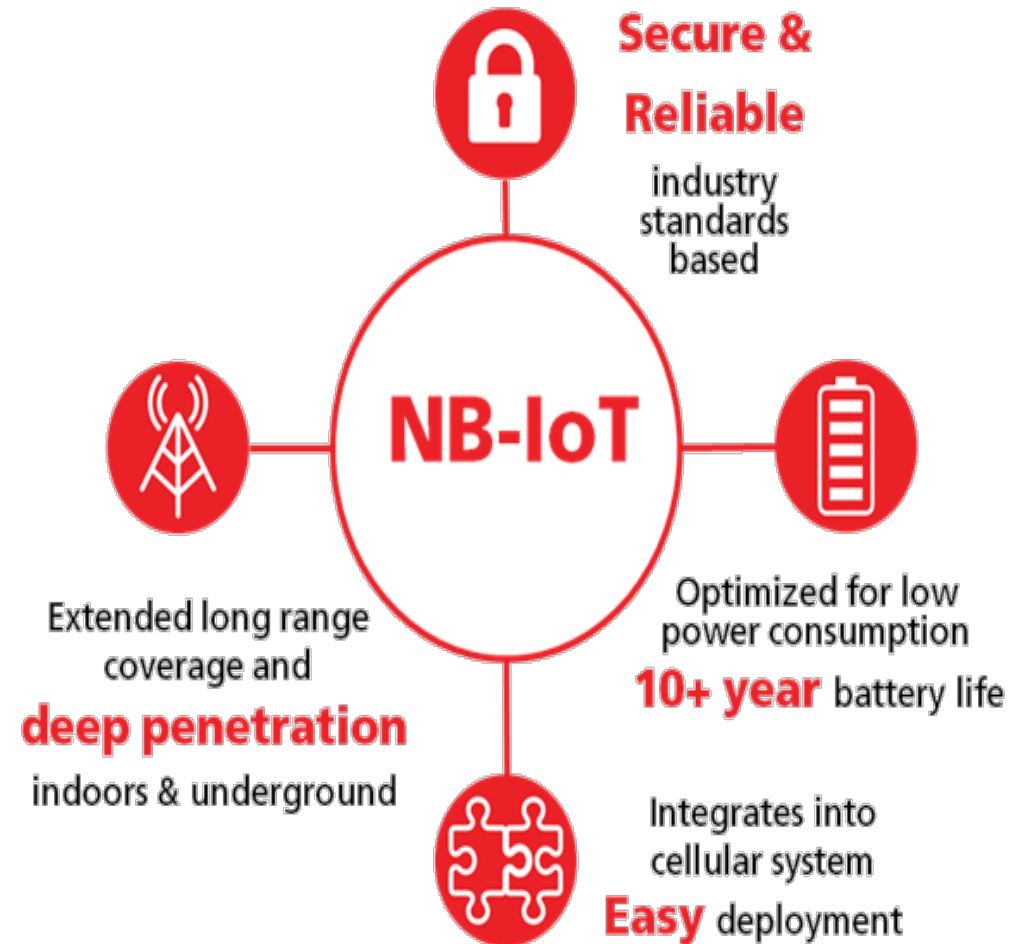 Secure &
Reliable
industry
standards
based
NB-IoT
Extended long range
coverage and
deep penetration
indoors & underground
Optimized for low
power consumption
10+ year battery life
Integrates into
cellular system
Easy deployment